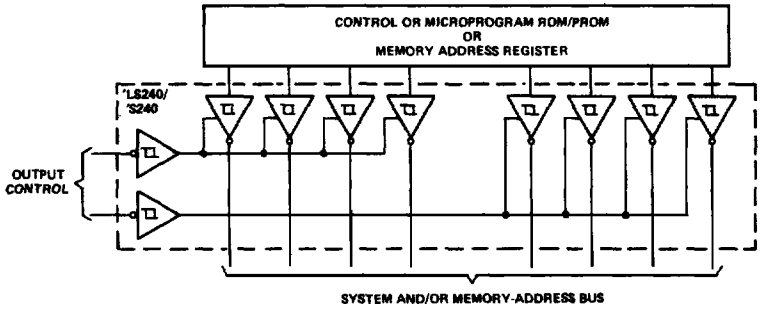 CONTROL OR MICROPROGRAM ROM/PROM
OR
MEMORY ADDRESS REGISTER
'LS240/
'S240
OUTPUT
CONTROL
SYSTEM AND/OR MEMORY-ADDRESS BUS